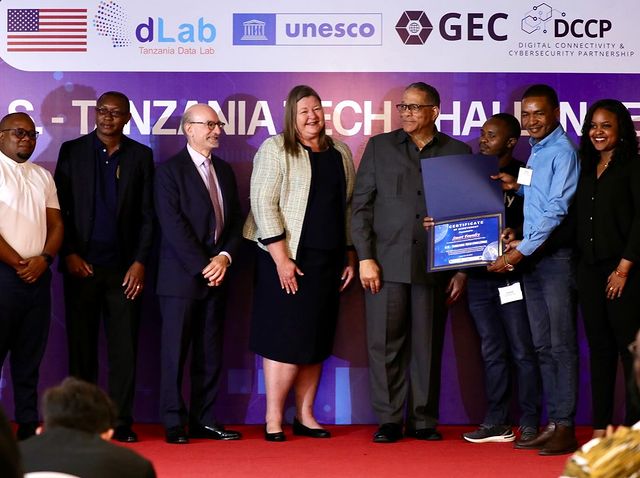 dLab
Tanzania Data Lab
unesco
GEC
DCCP
DIGITAL CONNECTIVITY &
CYBERSECURITY PARTNERSHIP
S. - TANZANIA TECH CHALLENGE
CERTIFICATE